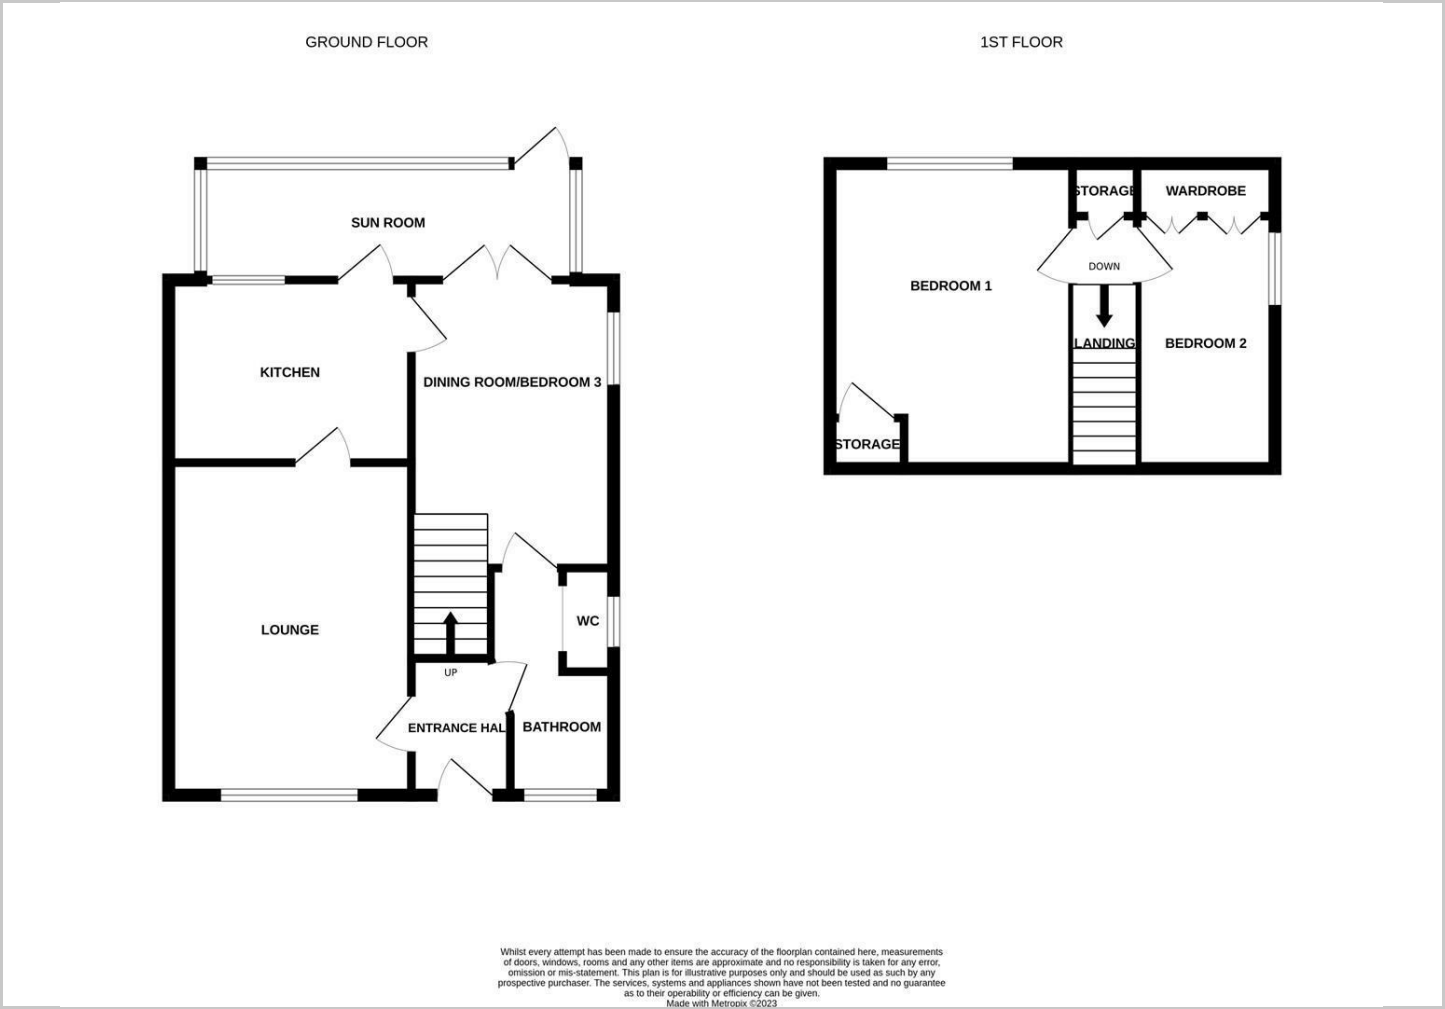 GROUND FLOOR
1ST FLOOR
SUN ROOM
KITCHEN
DINING ROOM/BEDROOM 3
LOUNGE
WC
UP
ENTRANCE HAL
BATHROOM
STORAGE
WARDROBE
DOWN
BEDROOM 1
LANDING
BEDROOM 2
STORAGE
Whilst every attempt has been made to ensure the accuracy of the floorplan contained here, measurements
of doors, windows, rooms and any other items are approximate and no responsibility is taken for any error,
omission or mis-statement. This plan is for illustrative purposes only and should be used as such by any
prospective purchaser. The services, systems and appliances shown have not been tested and no guarantee
as to their operability or efficiency can be given.
Made with Metropix ©2023